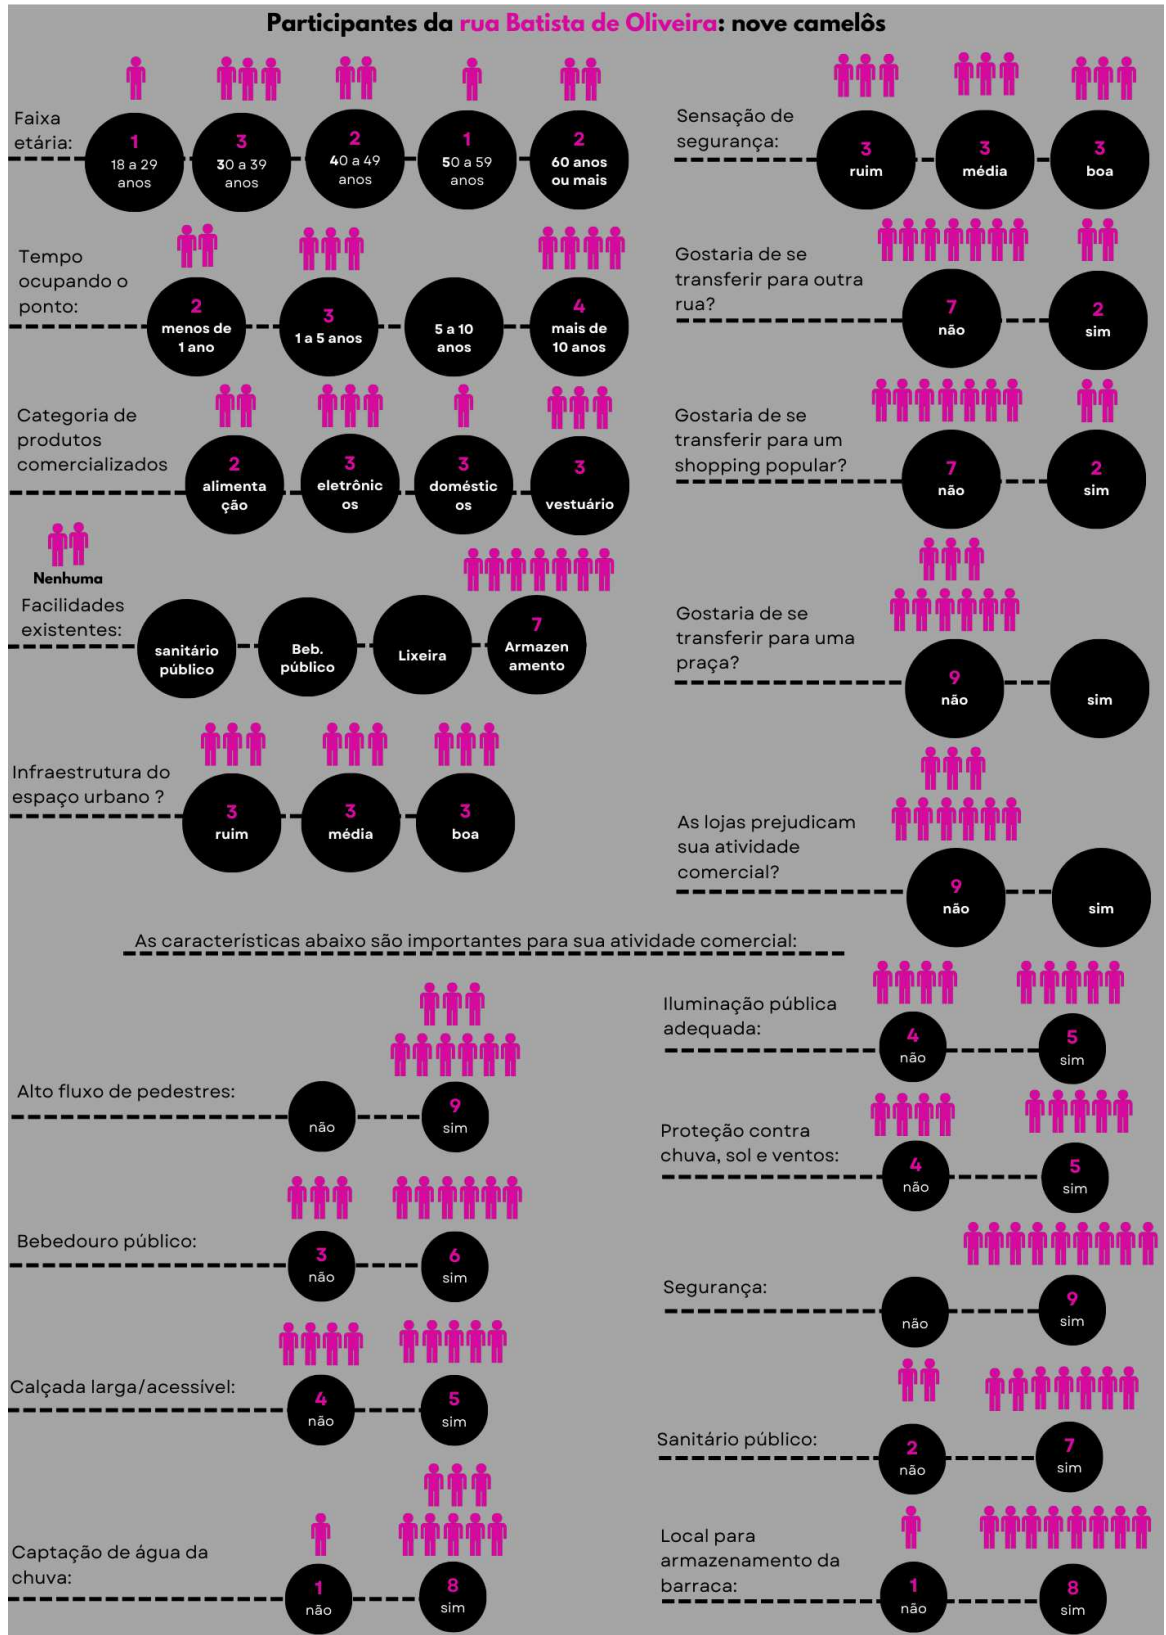 Participantes da rua Batista de Oliveira: nove camelôs
Faixa
etária:
1
18 a 29
anos
3
30 a 39
anos
2
40 a 49
anos
1
50 a 59
anos
2
60 anos
ou mais
Tempo
ocupando o
ponto:
2
menos de
1 ano
3
1 a 5 anos
5 a 10
anos
4
mais de
10 anos
Categoria de
produtos
comercializados
2
alimenta
ção
3
eletrônic
os
3
doméstic
os
3
vestuário
Nenhuma
Facilidades
existentes:
sanitário
público
Beb.
público
Lixeira
7
Armazen
amento
Infraestrutura do
espaço urbano ?
3
ruim
3
média
3
boa
Sensação de
segurança:
3
ruim
3
média
3
boa
Gostaria de se
transferir para outra
rua?
7
não
2
sim
Gostaria de se
transferir para um
shopping popular?
7
não
2
sim
Gostaria de se
transferir para uma
praça?
9
não
sim
As lojas prejudicam
sua atividade
comercial?
9
não
sim
As características abaixo são importantes para sua atividade comercial:
Alto fluxo de pedestres:
não
9
sim
Bebedouro público:
3
não
6
sim
Calçada larga/acessível:
4
não
5
sim
Captação de água da
chuva:
1
não
8
sim
Iluminação pública
adequada:
4
não
5
sim
Proteção contra
chuva, sol e ventos:
4
não
5
sim
Segurança:
não
9
sim
Sanitário público:
2
não
7
sim
Local para
armazenamento da
barraca:
1
não
8
sim